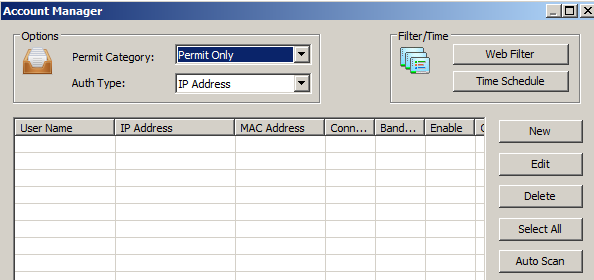 Account Manager
Options
Permit Category: Permit Only
Auth Type: IP Address
Filter/Time
Web Filter
Time Schedule
User Name IP Address MAC Address Conn... Band... Enable
New
Edit
Delete
Select All
Auto Scan